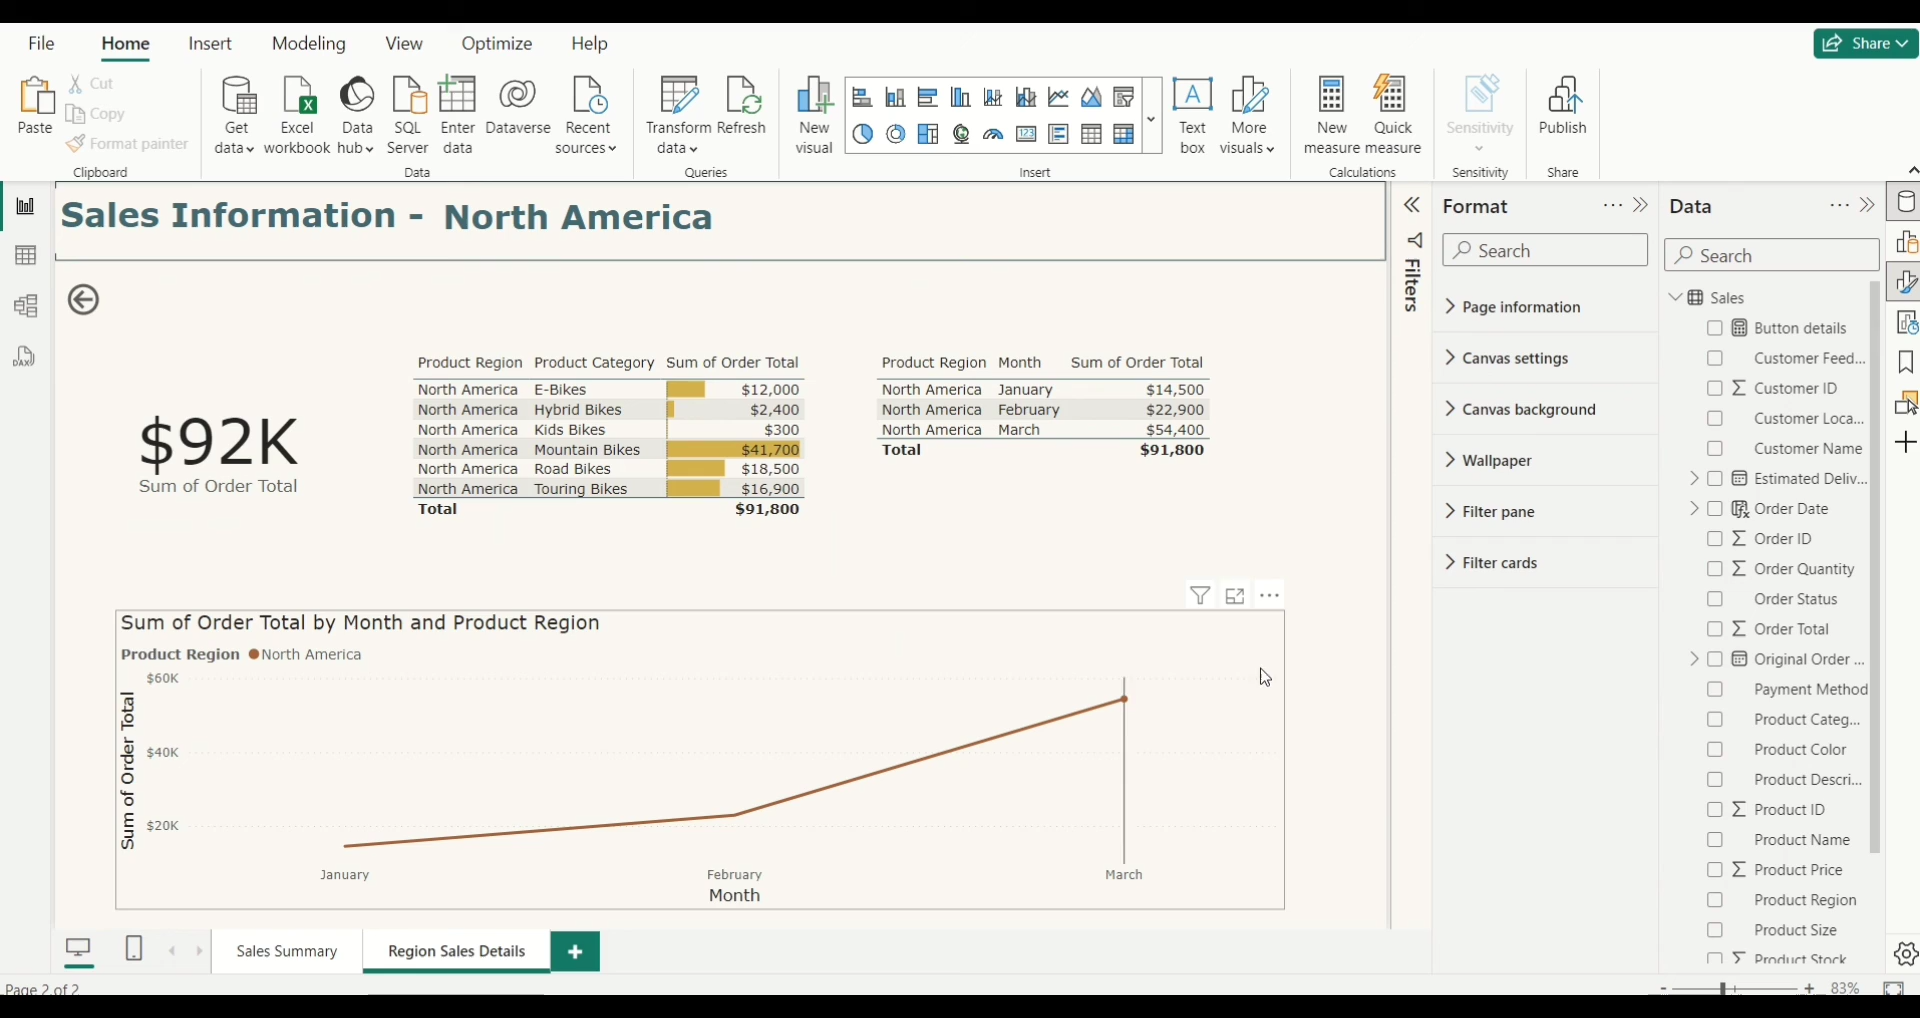 File Home Insert Modeling View Optimize Help
Share
Paste
Cut
Copy
Format painter
Clipboard
Get data
Excel workbook
Data hub
SQL Server
Enter data
Dataverse
Recent sources
Data
Transform data
Refresh
Queries
New visual
Text box
More visuals
Insert
New measure
Quick measure
Calculations
Sensitivity
Sensitivity
Publish
Share
Sales Information - North America
$92K
Sum of Order Total
Product Region Product Category Sum of Order Total
North America E-Bikes $12,000
North America Hybrid Bikes $2,400
North America Kids Bikes $300
North America Mountain Bikes $41,700
North America Road Bikes $18,500
North America Touring Bikes $16,900
Total $91,800
Product Region Month Sum of Order Total
North America January $14,500
North America February $22,900
North America March $54,400
Total $91,800
Sum of Order Total by Month and Product Region
Product Region North America
$60K
$40K
$20K
Sum of Order Total
January February March
Month
Filters
Format
Search
Page information
Canvas settings
Canvas background
Wallpaper
Filter pane
Filter cards
Data
Search
Sales
Button details
Customer Feed...
Customer ID
Customer Loca...
Customer Name
Estimated Deliv...
Order Date
Order ID
Order Quantity
Order Status
Order Total
Original Order ...
Payment Method
Product Categ...
Product Color
Product Descri...
Product ID
Product Name
Product Price
Product Region
Product Size
Product Stock
DAX
Sales Summary Region Sales Details
Page 2 of 2
83%